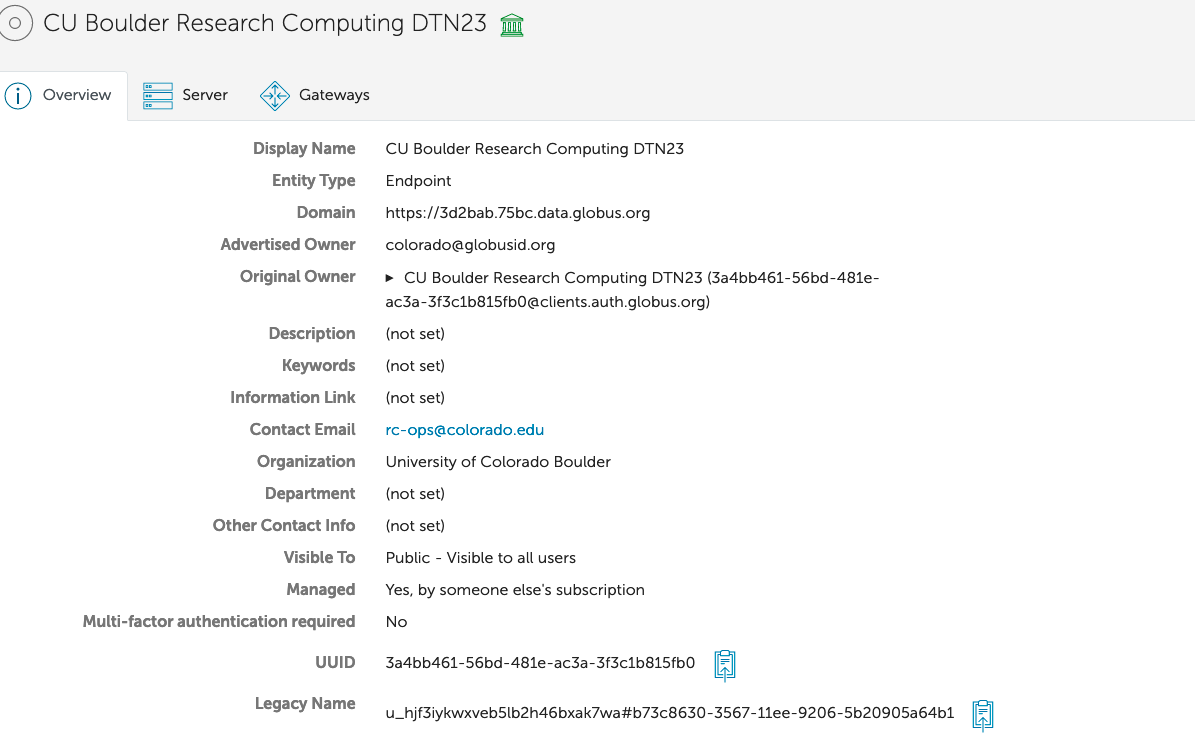 CU Boulder Research Computing DTN23
Overview
Server
Gateways
Display Name CU Boulder Research Computing DTN23
Entity Type Endpoint
Domain https://3d2bab.75bc.data.globus.org
Advertised Owner colorado@globusid.org
Original Owner ▸ CU Boulder Research Computing DTN23 (3a4bb461-56bd-481e-
ac3a-3f3c1b815fb0@clients.auth.globus.org)
Description (not set)
Keywords (not set)
Information Link (not set)
Contact Email rc-ops@colorado.edu
Organization University of Colorado Boulder
Department (not set)
Other Contact Info (not set)
Visible To Public - Visible to all users
Managed Yes, by someone else's subscription
Multi-factor authentication required No
UUID 3a4bb461-56bd-481e-ac3a-3f3c1b815fb0
Legacy Name u_hjf3iykwxveb5lb2h46bxak7wa#b73c8630-3567-11ee-9206-5b20905a64b1